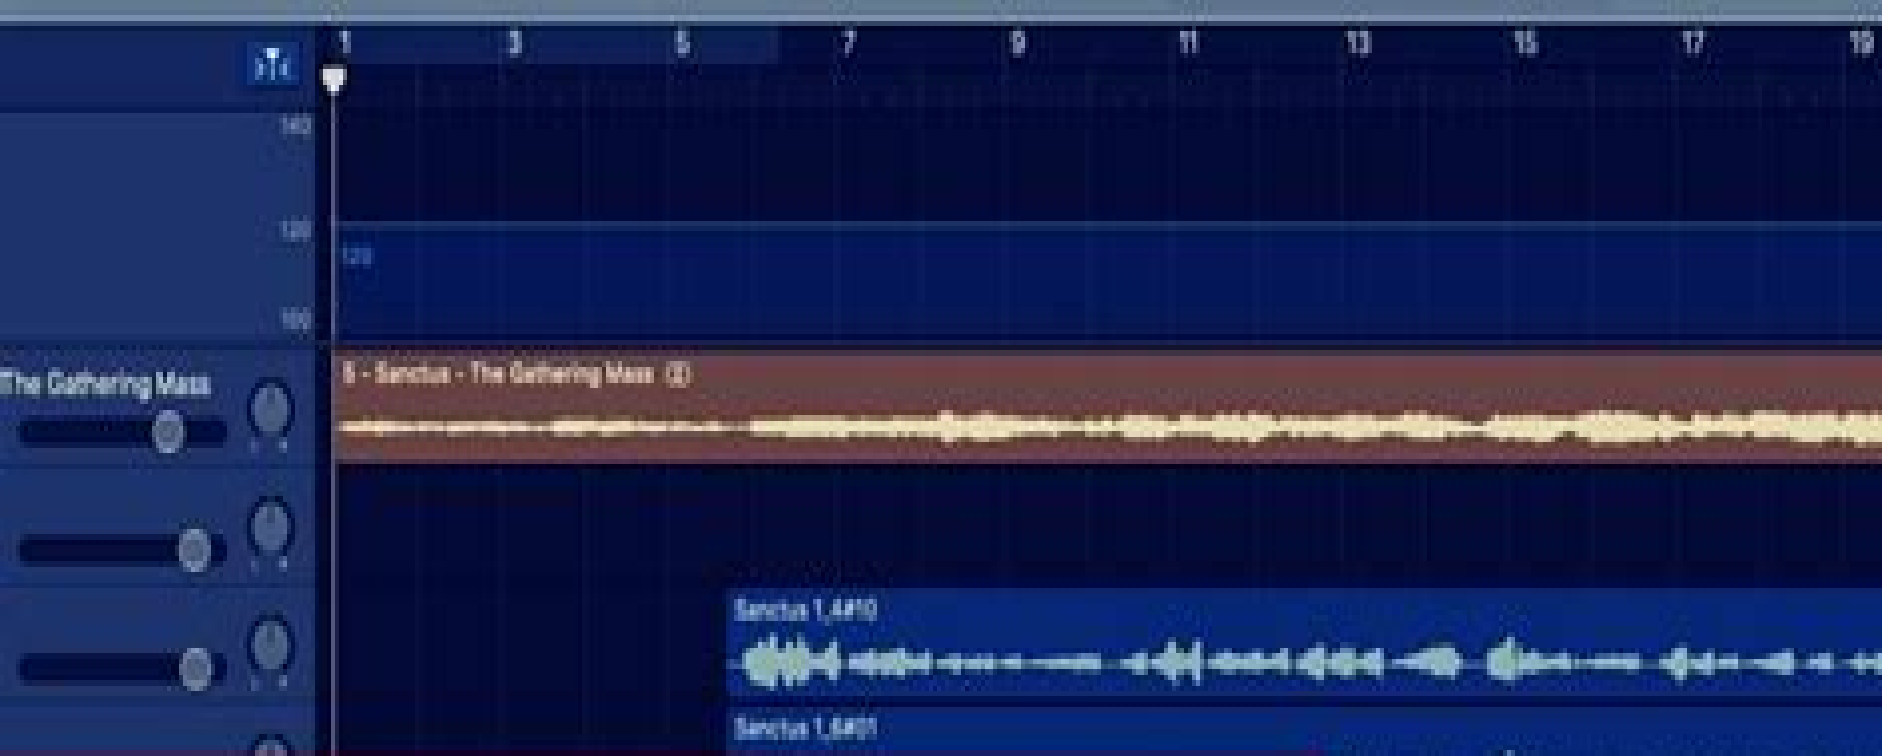 1 3 5 7 9 11 13 15 17 19
140
120
120
100
The Gathering Mass
5 - Sanctus - The Gathering Mass
Sanctus 1,4#10
Sanctus 1,6#01